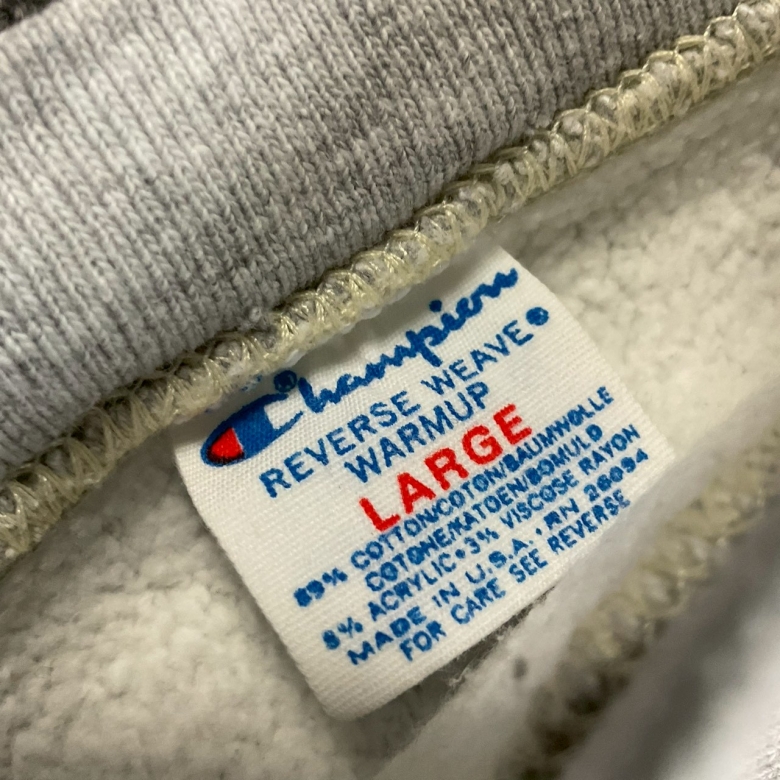 Champion®
REVERSE WEAVE®
WARMUP
LARGE
89% COTTON/COTON/BAUMWOLLE
COTONE/KATOEN/BOMULD
8% ACRYLIC • 3% VISCOSE RAYON
MADE IN U.S.A. • RN 26094
FOR CARE SEE REVERSE